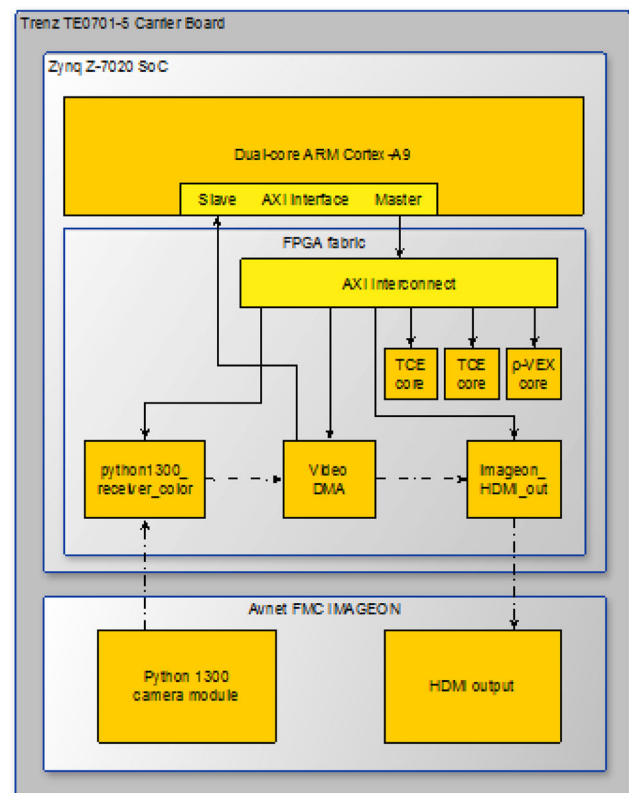 Trenz TE0701-5 Carrier Board
Zynq Z-7020 SoC
Dual-core ARM Cortex-A9
Slave AXI Interface Master
FPGA fabric
AXI Interconnect
TCE
core
TCE
core
ρ-VEX
core
python1300_
receiver_color
Video
DMA
Imageon_
HDMI_out
Avnet FMC IMAGEON
Python 1300
camera module
HDMI output